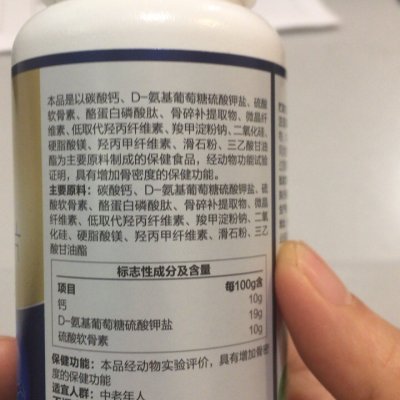 本品是以碳酸钙、D-氨基葡萄糖硫酸钾盐、硫酸
软骨素、酪蛋白磷酸肽、骨碎补提取物、微晶纤
维素、低取代羟丙纤维素、羧甲淀粉钠、二氧化硅、
硬脂酸镁、羟丙甲纤维素、滑石粉、三乙酸甘油
酯为主要原料制成的保健食品，经动物功能试验
证明，具有增加骨密度的保健功能。
主要原料：碳酸钙、D-氨基葡萄糖硫酸钾盐、硫
酸软骨素、酪蛋白磷酸肽、骨碎补提取物、微晶
纤维素、低取代羟丙纤维素、羧甲淀粉钠、二氧
化硅、硬脂酸镁、羟丙甲纤维素、滑石粉、三乙
酸甘油酯
标志性成分及含量
项目 每100g含
钙 10g
D-氨基葡萄糖硫酸钾盐 19g
硫酸软骨素 10g
保健功能：本品经动物实验评价，具有增加骨密
度的保健功能
适宜人群：中老年人